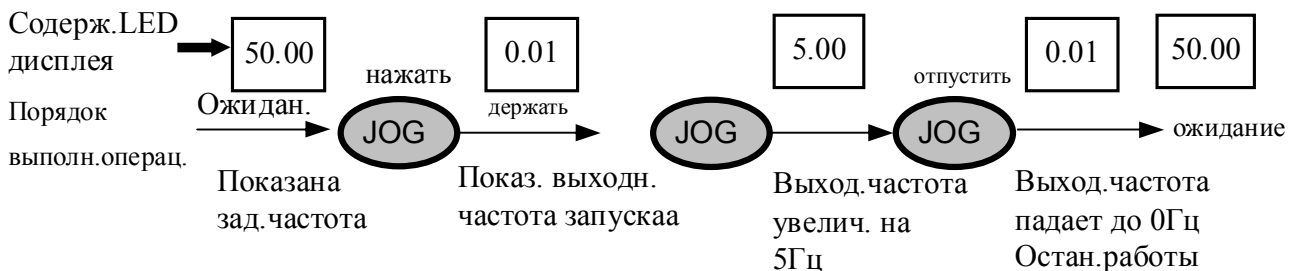 Содерж.LED
дисплея
50.00
0.01
5.00
0.01
50.00
нажать
отпустить
Порядок
выполн.операц.
Ожидан.
JOG
держать
JOG
JOG
ожидание
Показана
зад.частота
Показ. выходн.
частота запускаа
Выход.частота
увелич. на
5Гц
Выход.частота
падает до 0Гц
Остан.работы